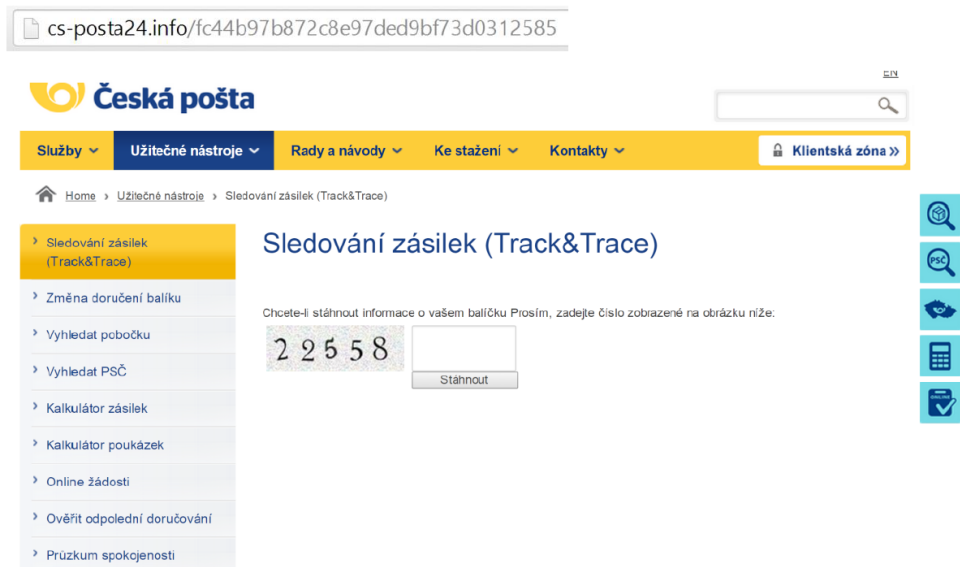 cs-posta24.info/fc44b97b872c8e97ded9bf73d0312585
Česká pošta
EN
Služby
Užitečné nástroje
Rady a návody
Ke stažení
Kontakty
Klientská zóna »
Home › Užitečné nástroje › Sledování zásilek (Track&Trace)
Sledování zásilek
(Track&Trace)
Změna doručení balíku
Vyhledat pobočku
Vyhledat PSČ
Kalkulátor zásilek
Kalkulátor poukázek
Online žádosti
Ověřit odpolední doručování
Průzkum spokojenosti
Sledování zásilek (Track&Trace)
Chcete-li stáhnout informace o vašem balíčku Prosím, zadejte číslo zobrazené na obrázku níže:
22558
Stáhnout
PSČ
ONLINE